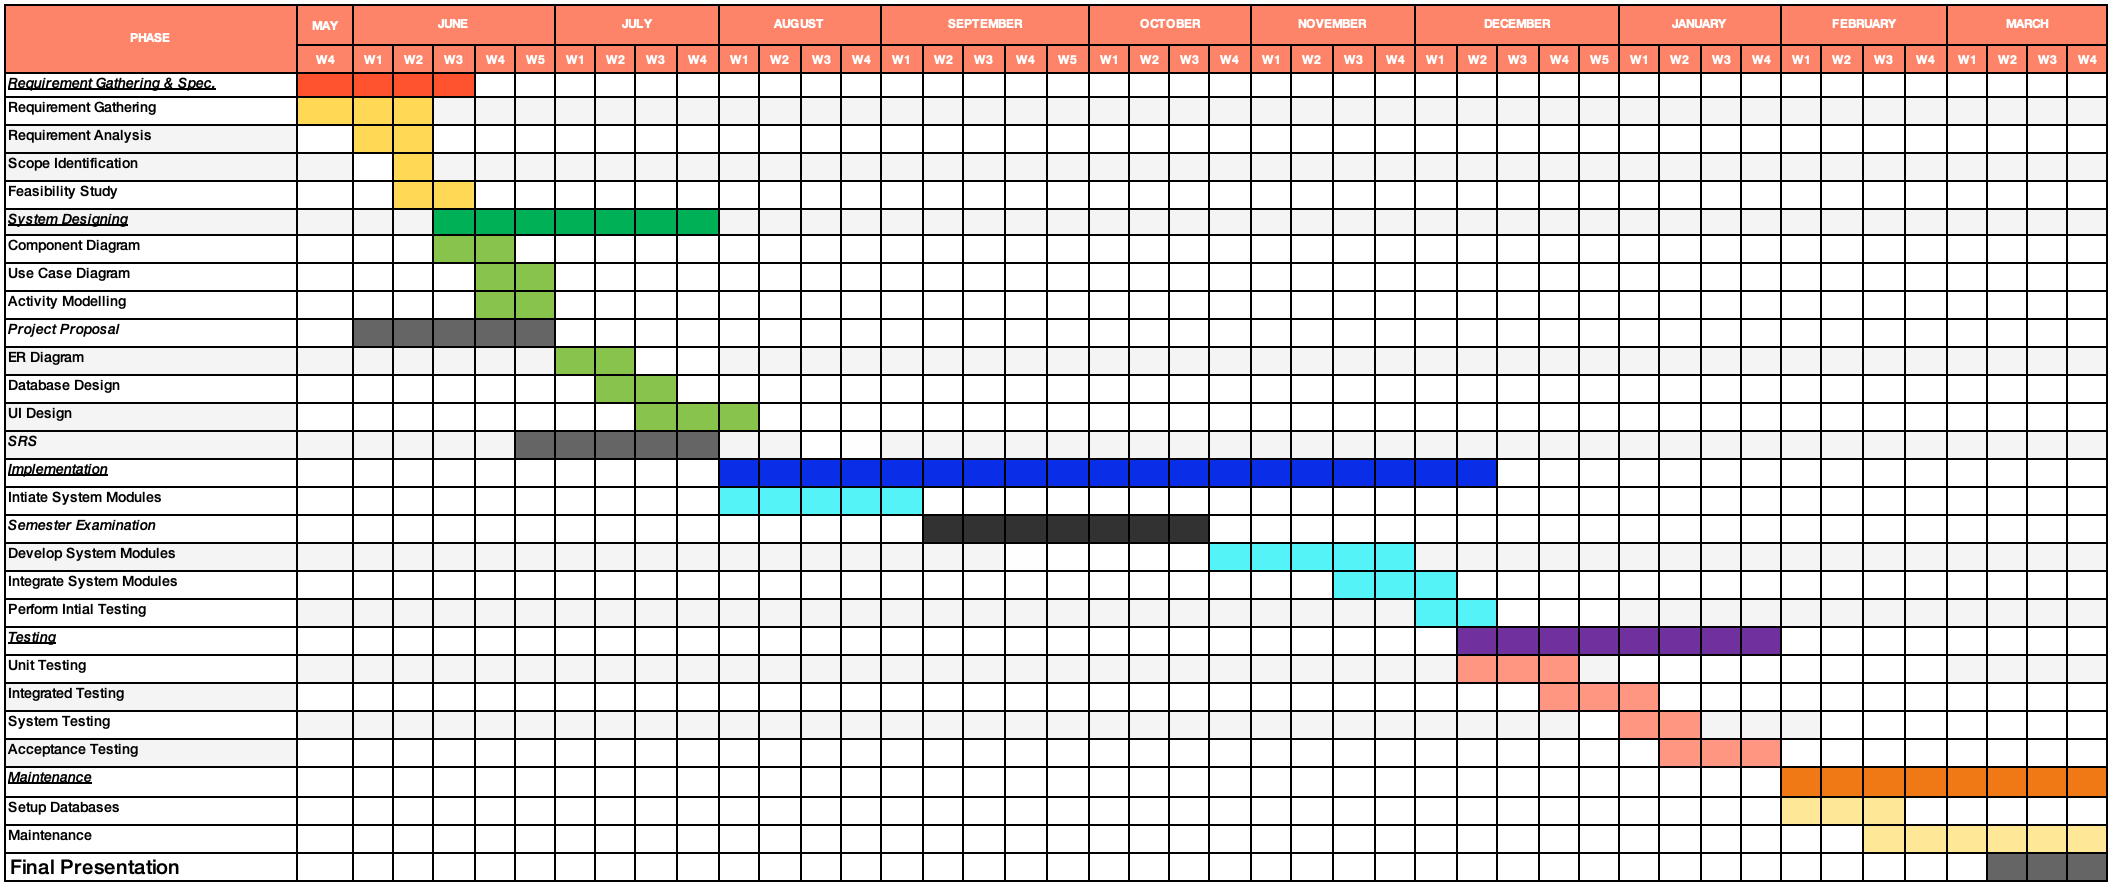 PHASE MAY JUNE JULY AUGUST SEPTEMBER OCTOBER NOVEMBER DECEMBER JANUARY FEBRUARY MARCH
W4 W1 W2 W3 W4 W5 W1 W2 W3 W4 W1 W2 W3 W4 W1 W2 W3 W4 W5 W1 W2 W3 W4 W1 W2 W3 W4 W1 W2 W3 W4 W5 W1 W2 W3 W4 W1 W2 W3 W4 W1 W2 W3 W4
Requirement Gathering & Spec.
Requirement Gathering
Requirement Analysis
Scope Identification
Feasibility Study
System Designing
Component Diagram
Use Case Diagram
Activity Modelling
Project Proposal
ER Diagram
Database Design
UI Design
SRS
Implementation
Intiate System Modules
Semester Examination
Develop System Modules
Integrate System Modules
Perform Intial Testing
Testing
Unit Testing
Integrated Testing
System Testing
Acceptance Testing
Maintenance
Setup Databases
Maintenance
Final Presentation